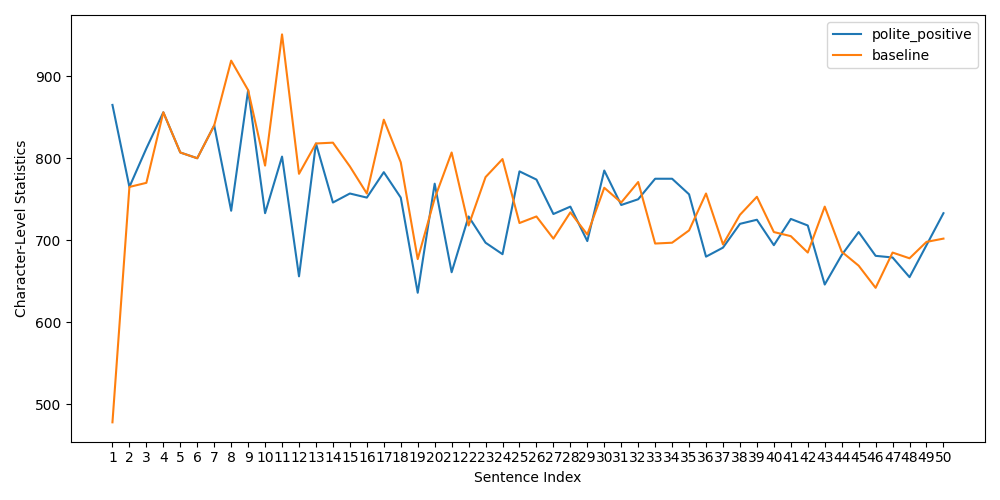 polite_positive
baseline
Character-Level Statistics
900
800
700
600
500
1 2 3 4 5 6 7 8 9 10 11 12 13 14 15 16 17 18 19 20 21 22 23 24 25 26 27 28 29 30 31 32 33 34 35 36 37 38 39 40 41 42 43 44 45 46 47 48 49 50
Sentence Index